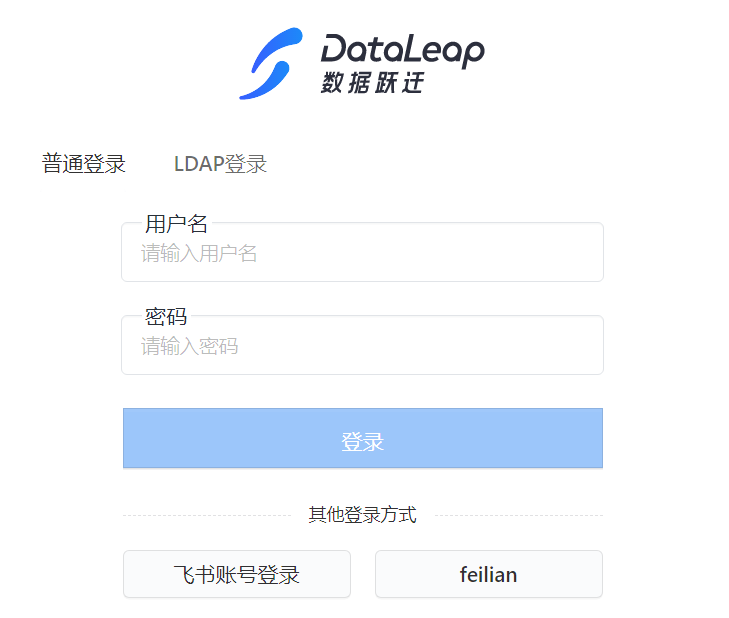 DataLeap
数据跃迁
普通登录 LDAP登录
用户名
请输入用户名
密码
请输入密码
登录
其他登录方式
飞书账号登录 feilian